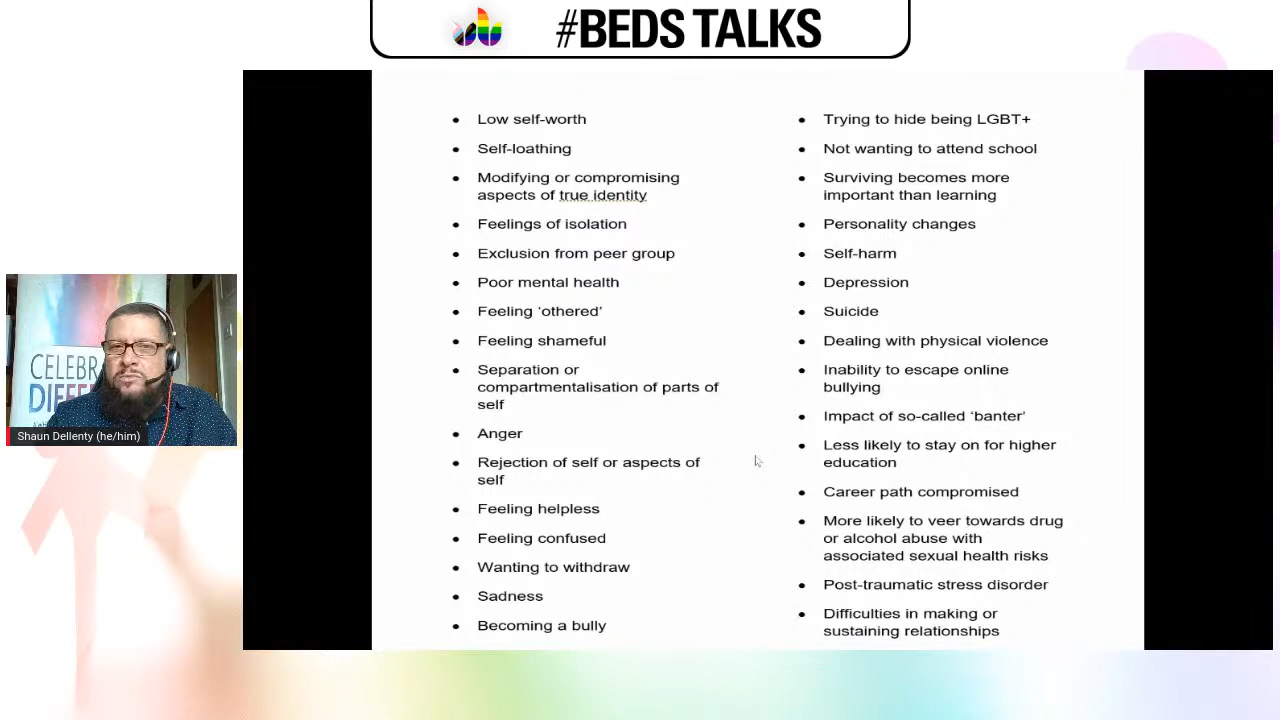 #BEDS TALKS
• Low self-worth
• Self-loathing
• Modifying or compromising
aspects of true identity
• Feelings of isolation
• Exclusion from peer group
• Poor mental health
• Feeling ‘othered’
• Feeling shameful
• Separation or
compartmentalisation of parts of
self
• Anger
• Rejection of self or aspects of
self
• Feeling helpless
• Feeling confused
• Wanting to withdraw
• Sadness
• Becoming a bully
• Trying to hide being LGBT+
• Not wanting to attend school
• Surviving becomes more
important than learning
• Personality changes
• Self-harm
• Depression
• Suicide
• Dealing with physical violence
• Inability to escape online
bullying
• Impact of so-called ‘banter’
• Less likely to stay on for higher
education
• Career path compromised
• More likely to veer towards drug
or alcohol abuse with
associated sexual health risks
• Post-traumatic stress disorder
• Difficulties in making or
sustaining relationships
CELEBRA
DIFFE
Shaun Dellenty (he/him)